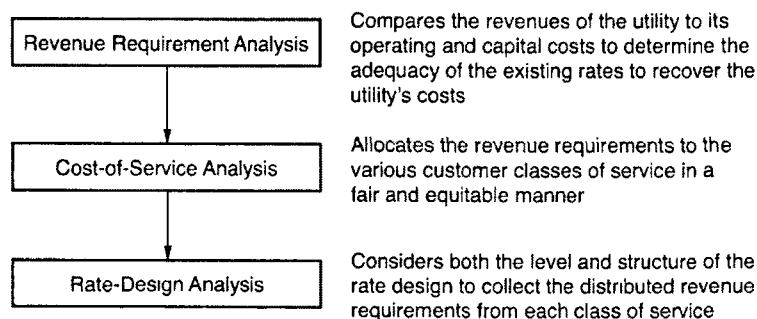 Revenue Requirement Analysis
Compares the revenues of the utility to its
operating and capital costs to determine the
adequacy of the existing rates to recover the
utility's costs
Cost-of-Service Analysis
Allocates the revenue requirements to the
various customer classes of service in a
fair and equitable manner
Rate-Design Analysis
Considers both the level and structure of the
rate design to collect the distributed revenue
requirements from each class of service